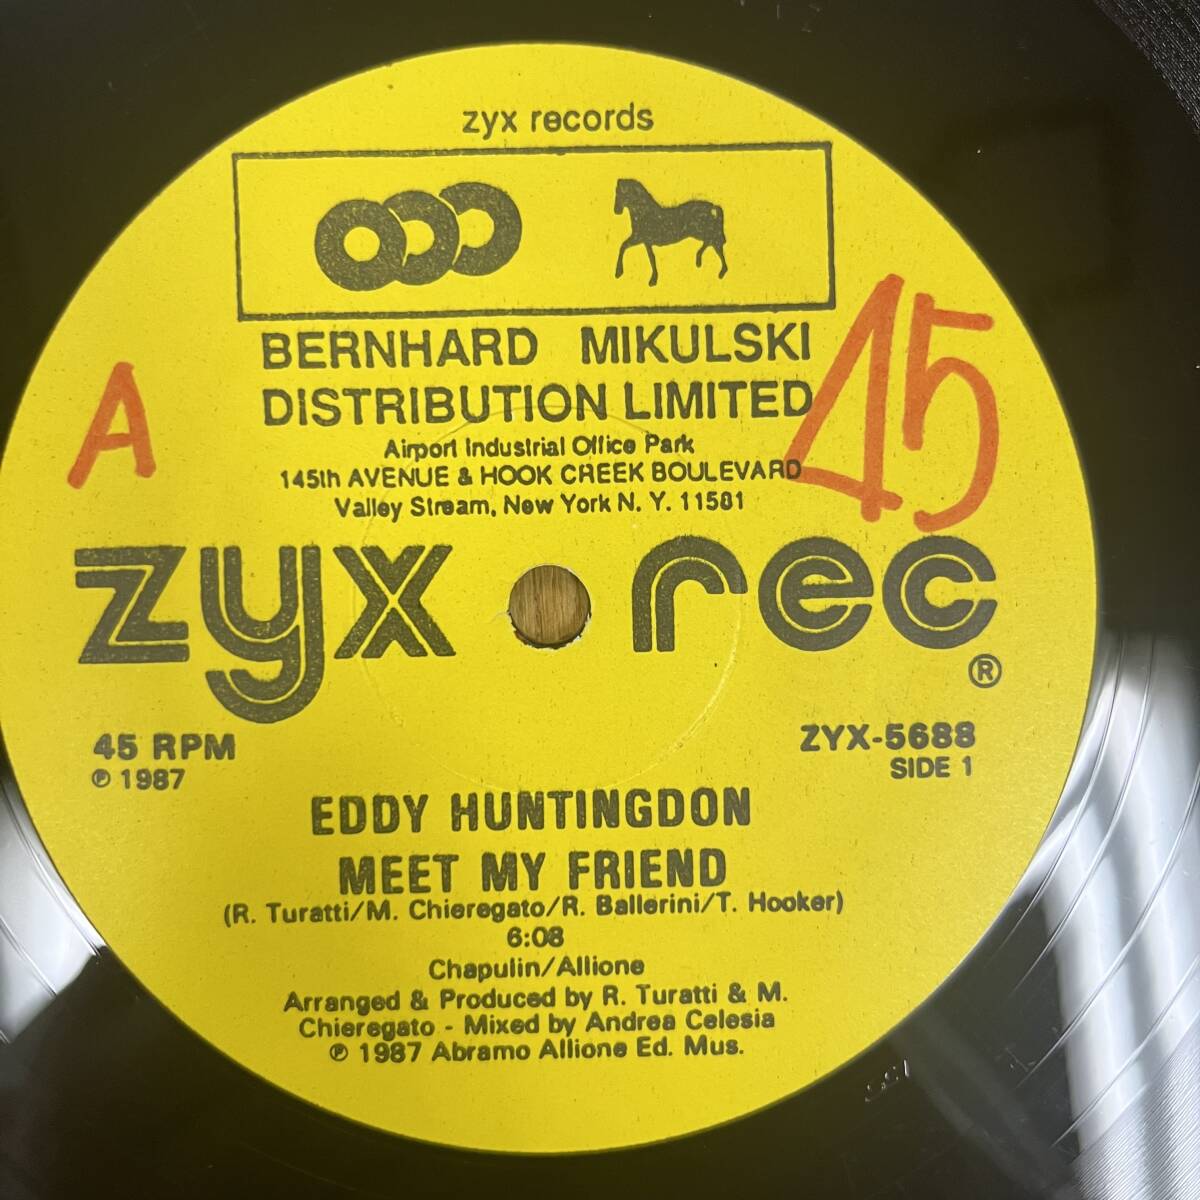 zyx records
BERNHARD MIKULSKI
DISTRIBUTION LIMITED
Airport Industrial Office Park
145th AVENUE & HOOK CREEK BOULEVARD
Valley Stream, New York N. Y. 11581
A
45
zyx rec
®
45 RPM
℗ 1987
ZYX-5688
SIDE 1
EDDY HUNTINGDON
MEET MY FRIEND
(R. Turatti/M. Chieregato/R. Ballerini/T. Hooker)
6:08
Chapulin/Allione
Arranged & Produced by R. Turatti & M.
Chieregato - Mixed by Andrea Celesia
℗ 1987 Abramo Allione Ed. Mus.